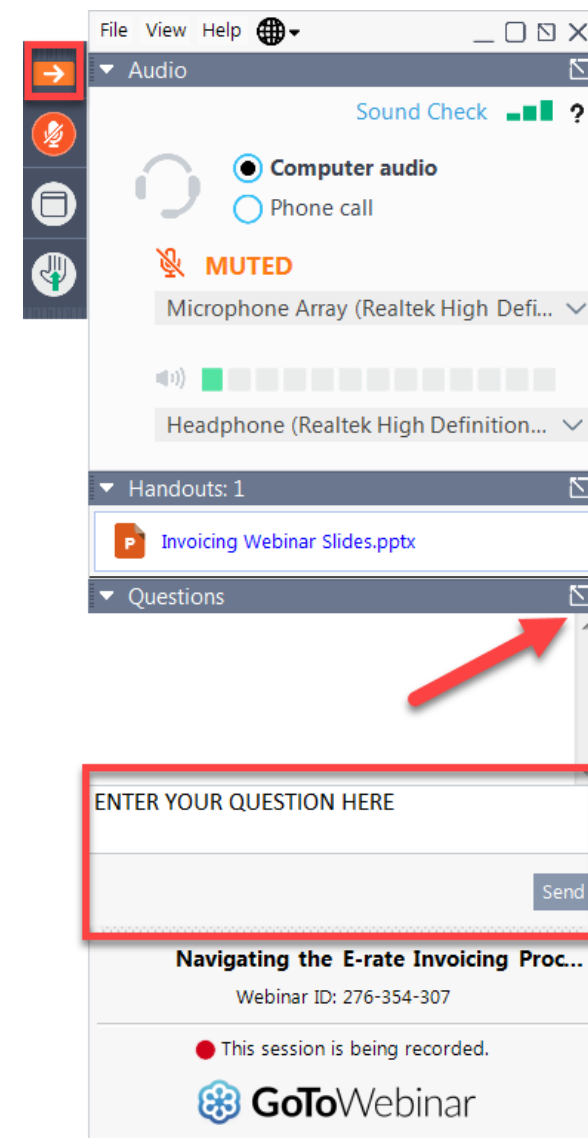 File View Help
Audio
Sound Check ?
Computer audio
Phone call
MUTED
Microphone Array (Realtek High Defi...
Headphone (Realtek High Definition...
Handouts: 1
P Invoicing Webinar Slides.pptx
Questions
ENTER YOUR QUESTION HERE
Send
Navigating the E-rate Invoicing Proc...
Webinar ID: 276-354-307
This session is being recorded.
GoToWebinar